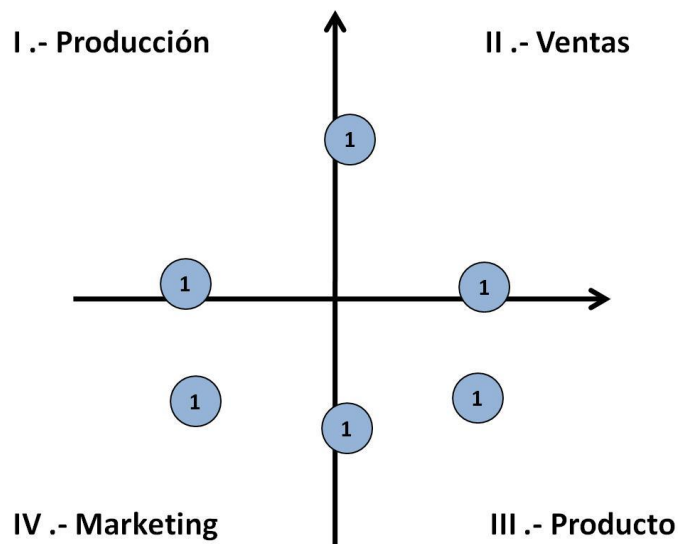 I .- Producción
II .- Ventas
1
1
1
1
1
1
IV .- Marketing
III .- Producto